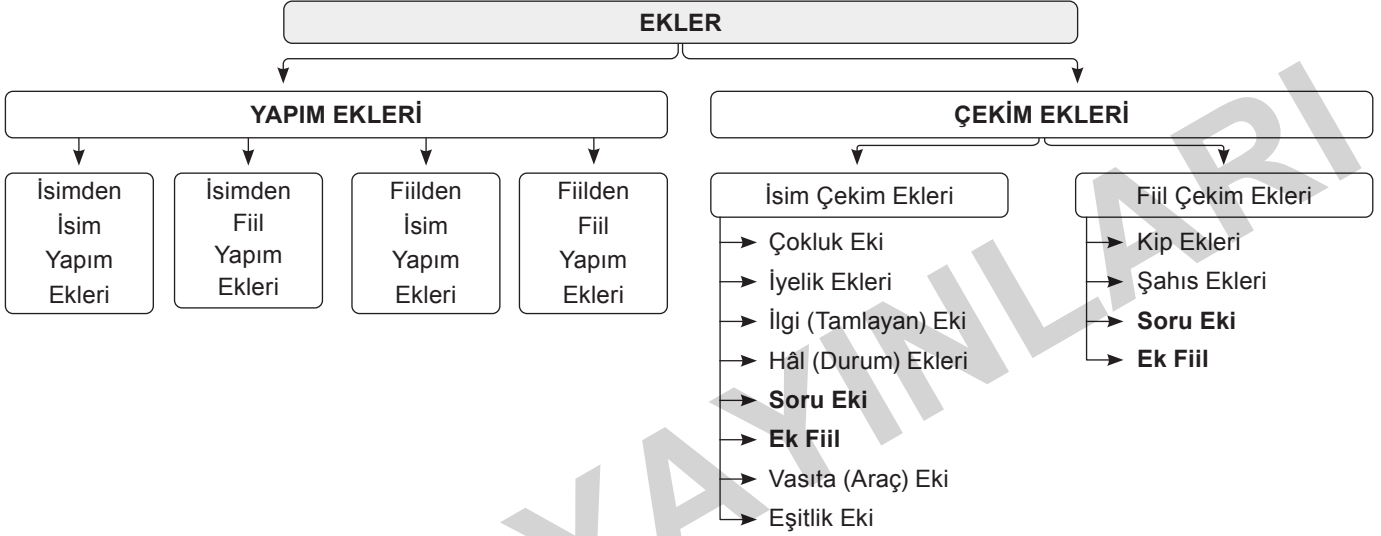 EKLER
YAPIM EKLERİ
İsimden
İsim
Yapım
Ekleri
İsimden
Fiil
Yapım
Ekleri
Fiilden
İsim
Yapım
Ekleri
Fiilden
Fiil
Yapım
Ekleri
ÇEKİM EKLERİ
İsim Çekim Ekleri
Çokluk Eki
İyelik Ekleri
İlgi (Tamlayan) Eki
Hâl (Durum) Ekleri
Soru Eki
Ek Fiil
Vasıta (Araç) Eki
Eşitlik Eki
Fiil Çekim Ekleri
Kip Ekleri
Şahıs Ekleri
Soru Eki
Ek Fiil
YAYINLARI